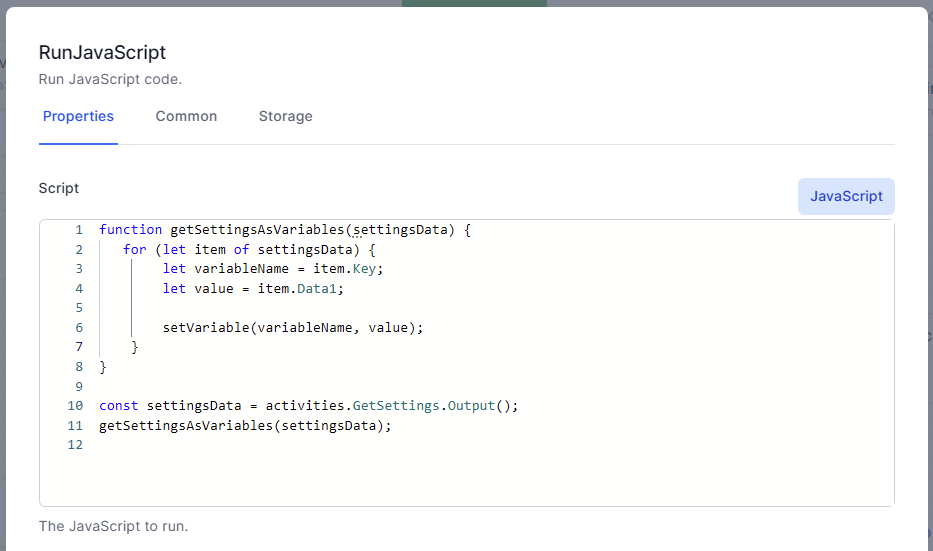 RunJavaScript
Run JavaScript code.
Properties Common Storage
Script
JavaScript
1 function getSettingsAsVariables(settingsData) {
2 for (let item of settingsData) {
3 let variableName = item.Key;
4 let value = item.Data1;
5
6 setVariable(variableName, value);
7 }
8 }
9
10 const settingsData = activities.GetSettings.Output();
11 getSettingsAsVariables(settingsData);
12
The JavaScript to run.